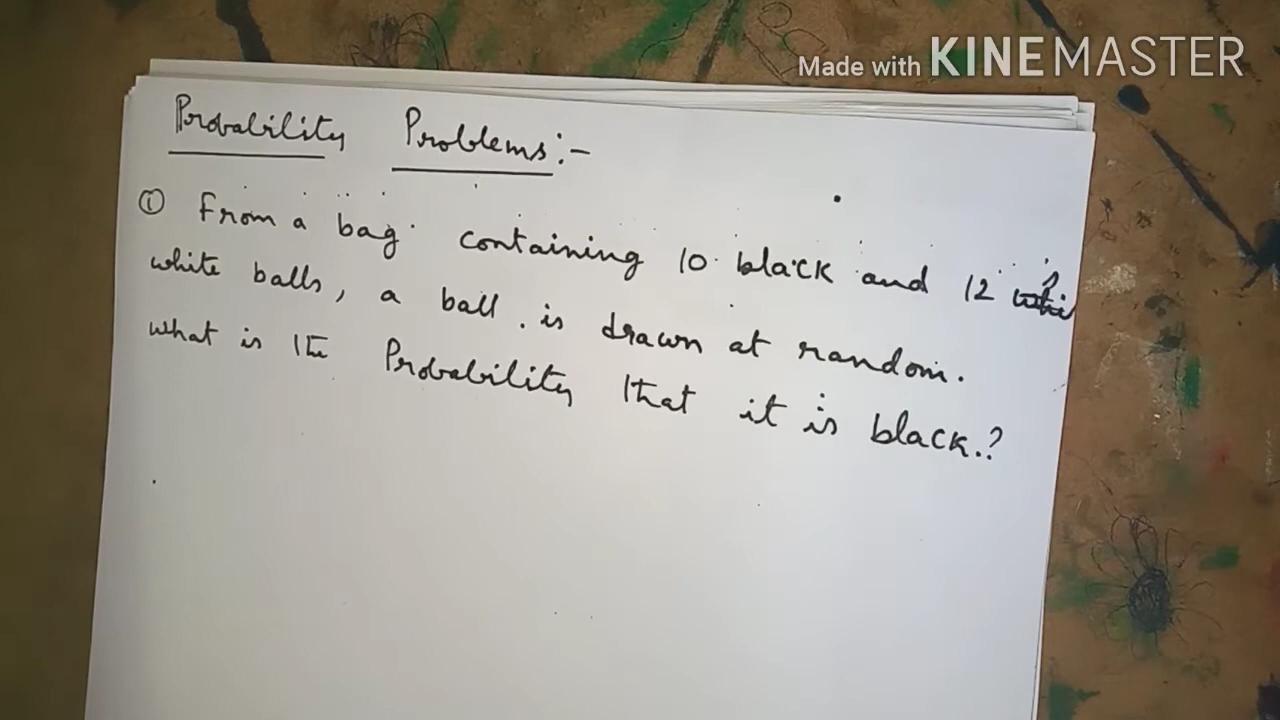 Made with KINEMASTER
Probability Problems:-
① From a bag containing 10 black and 12
white balls, a ball is drawn at random.
what is the Probability that it is black.?